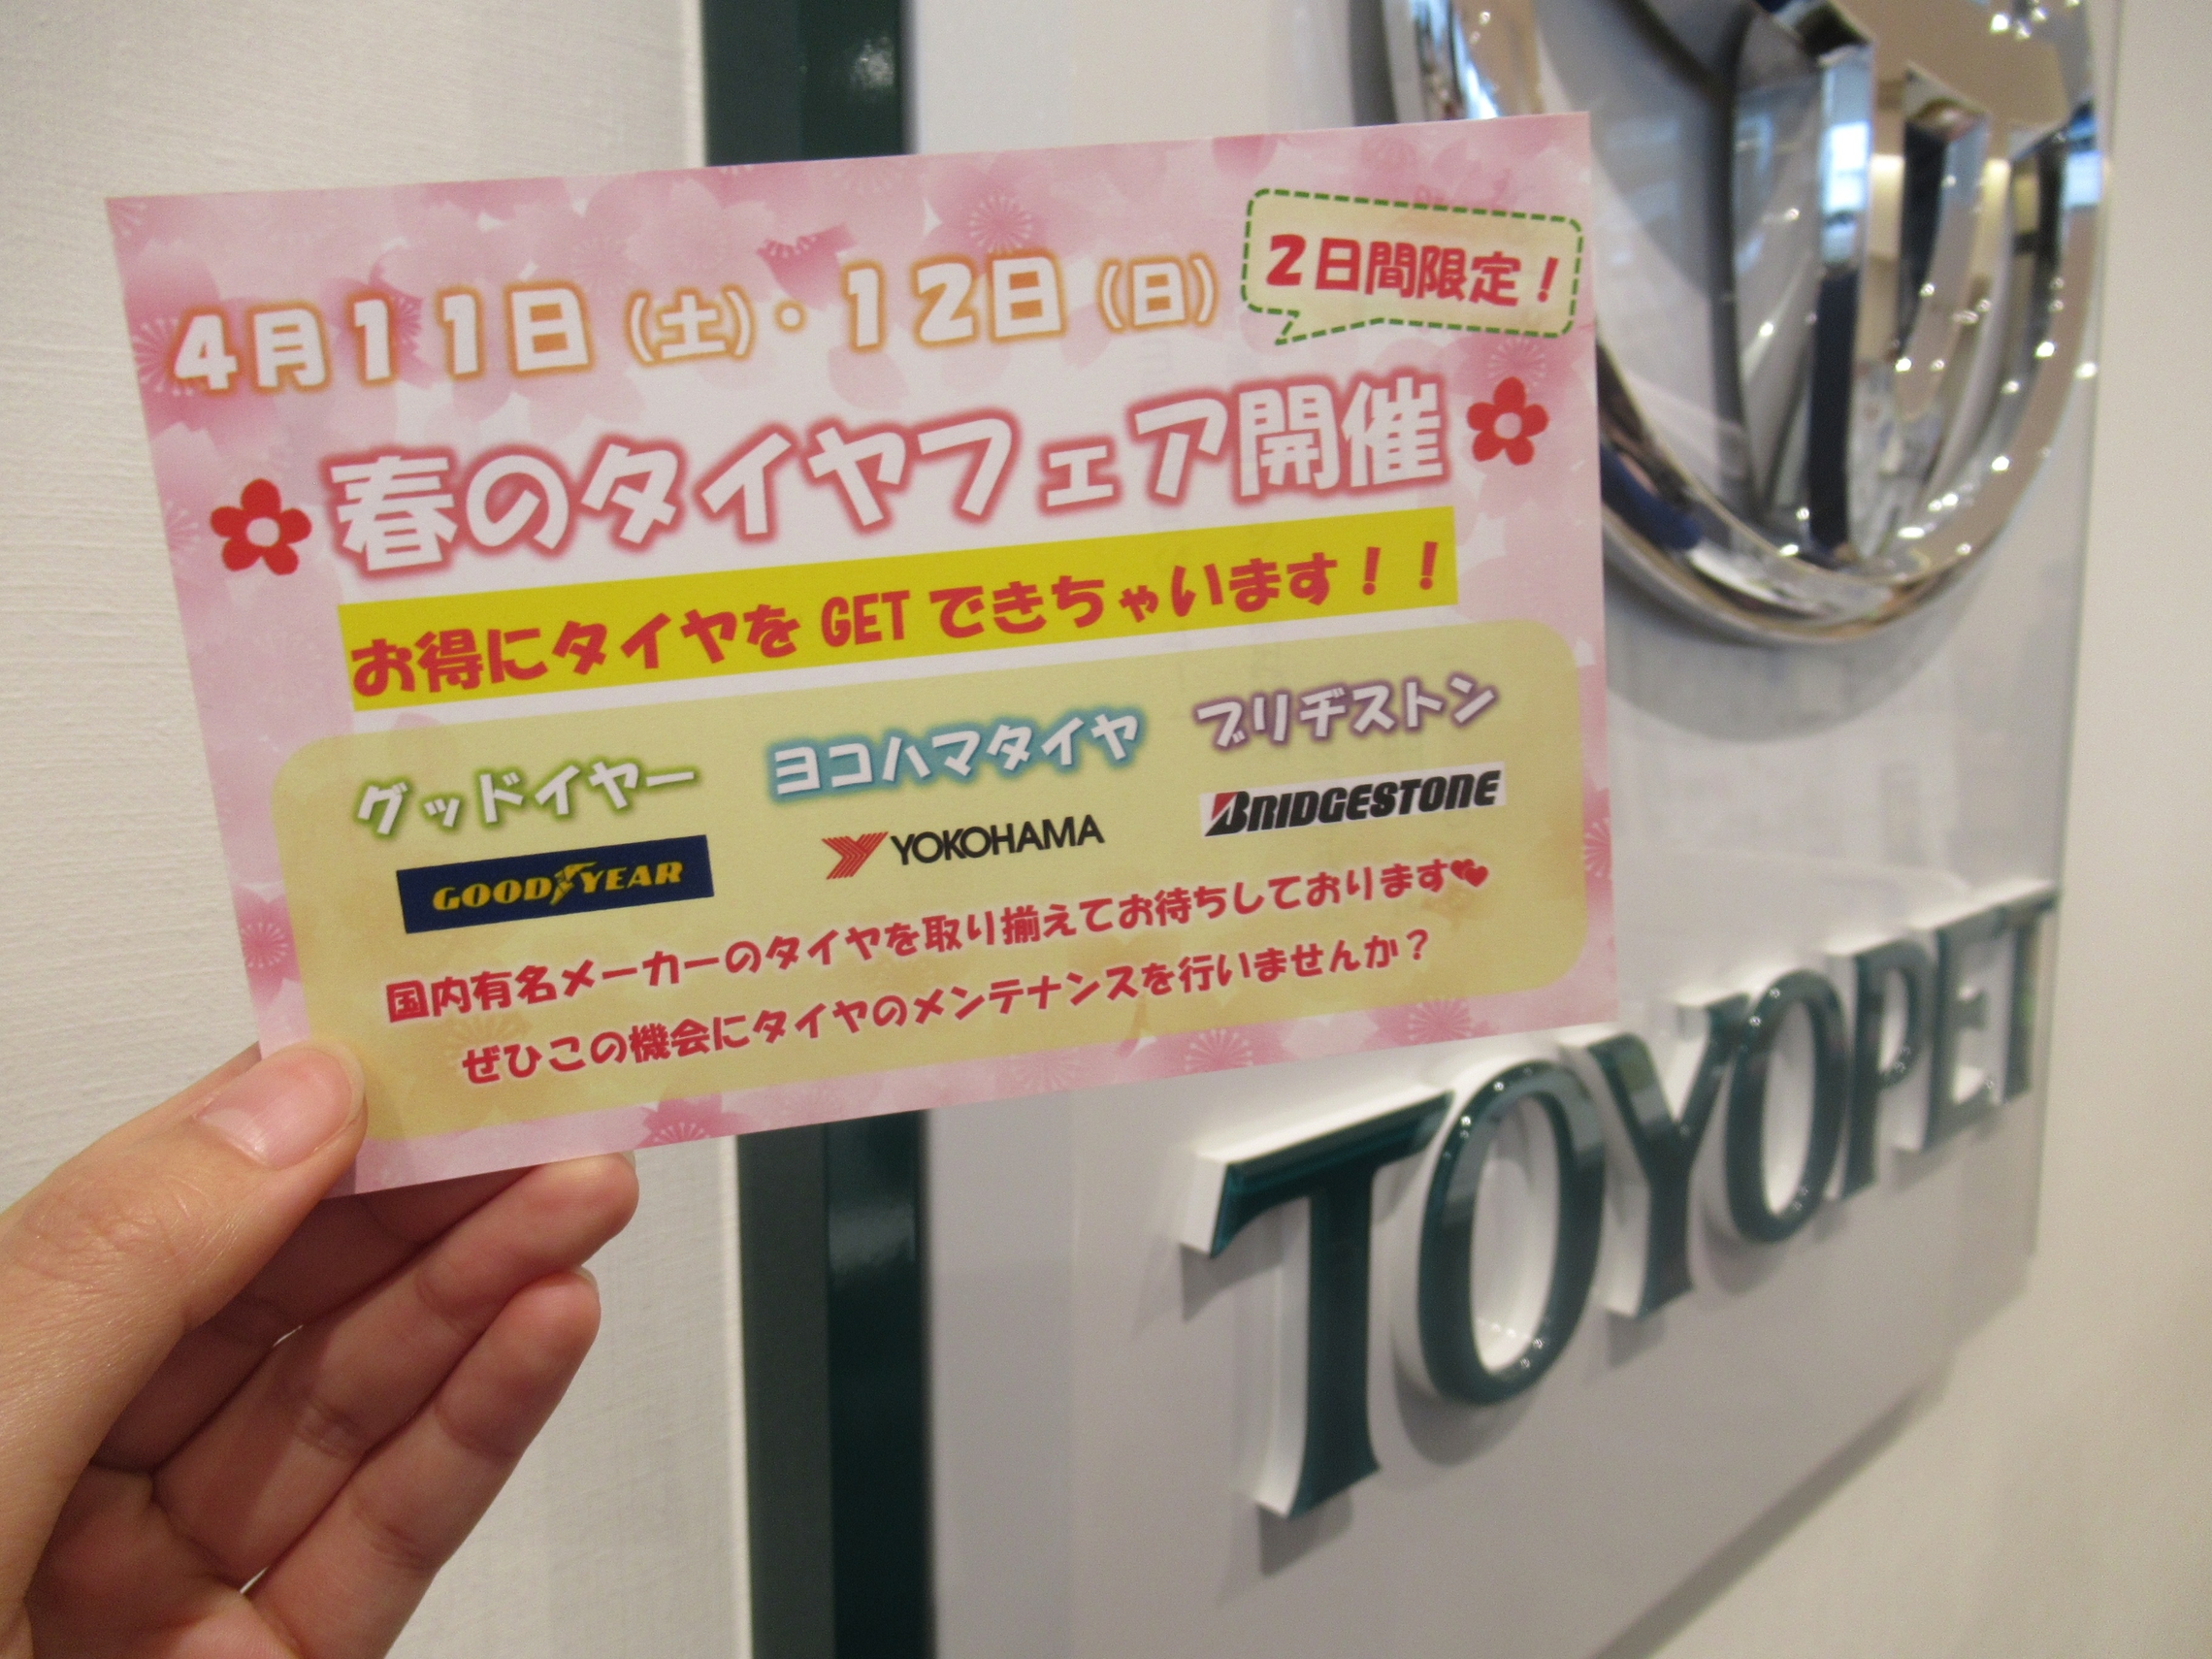 4月11日(土)・12日(日)
2日間限定！
春のタイヤフェア開催
お得にタイヤをGETできちゃいます！！
グッドイヤー ヨコハマタイヤ ブリヂストン
GOODYEAR YOKOHAMA BRIDGESTONE
国内有名メーカーのタイヤを取り揃えてお待ちしております💕
ぜひこの機会にタイヤのメンテナンスを行いませんか？
TOYOPET